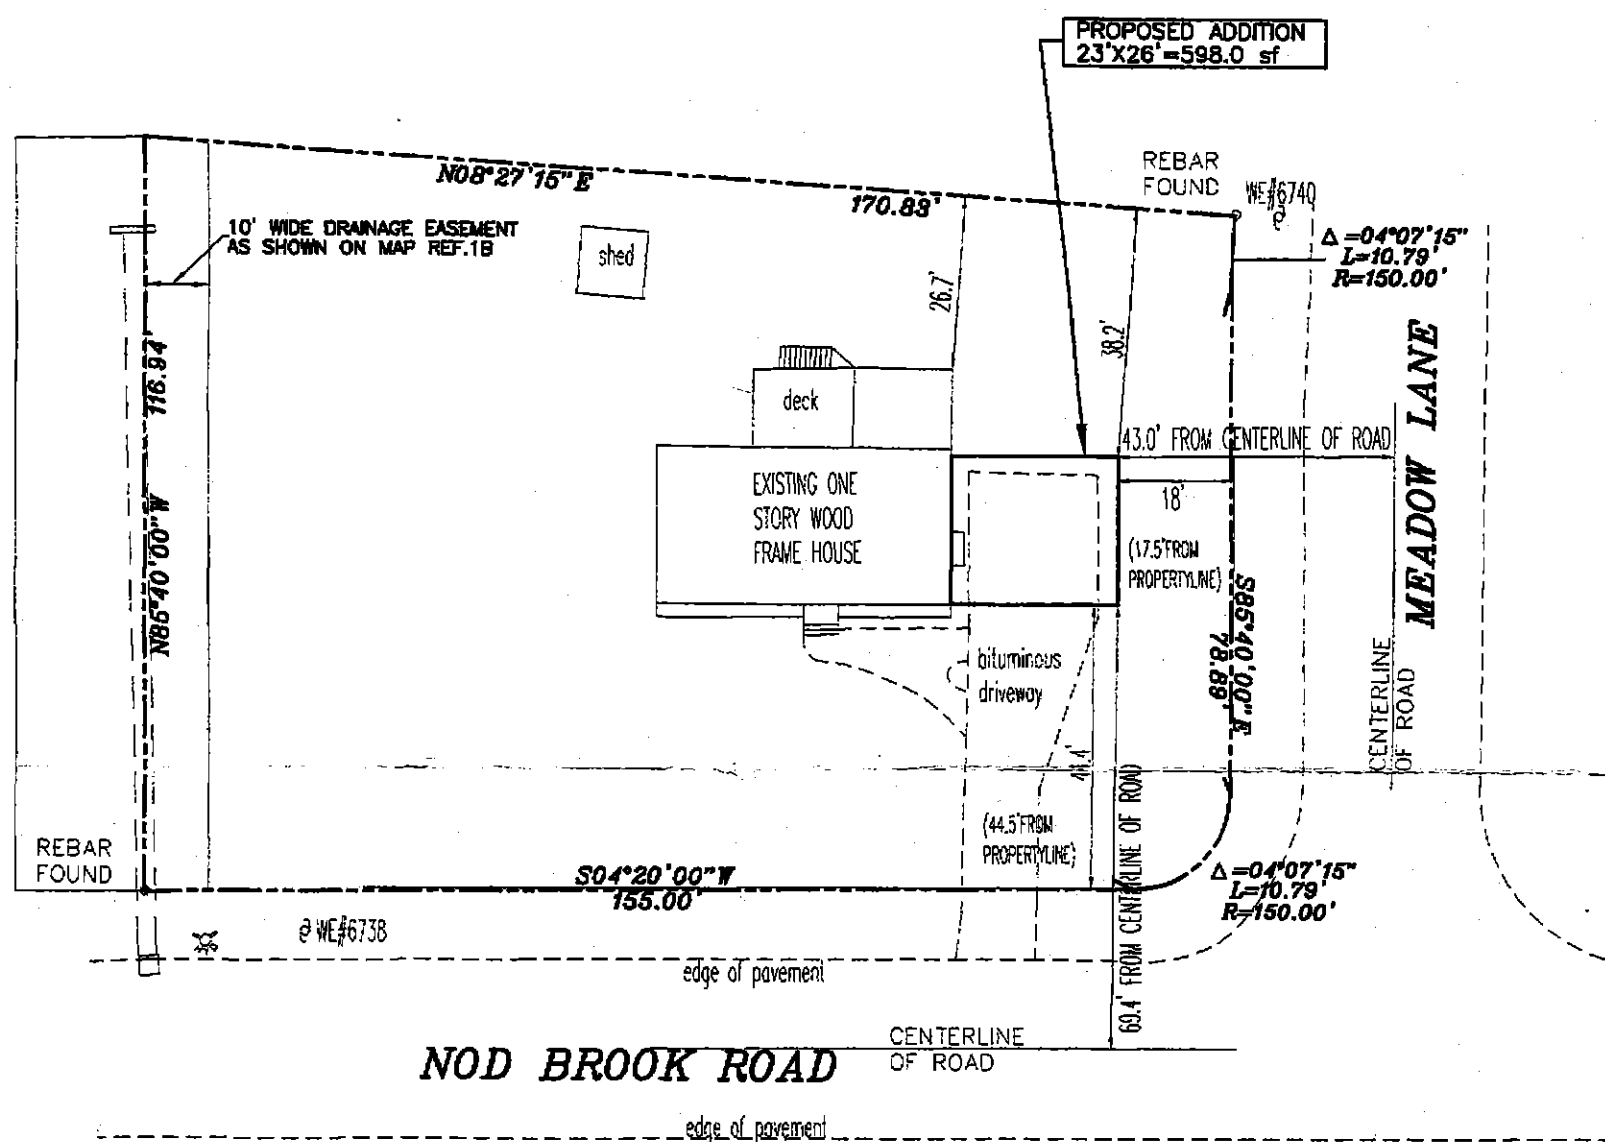 PROPOSED ADDITION
23'X26'=598.0 sf
REBAR
FOUND
WE#6740
N08°27'15"E
170.83'
Δ=04°07'15"
L=10.79'
R=150.00'
10' WIDE DRAINAGE EASEMENT
AS SHOWN ON MAP REF.1B
shed
26.7'
38.2'
116.94'
N85°40'00"W
deck
43.0' FROM CENTERLINE OF ROAD
18'
EXISTING ONE
STORY WOOD
FRAME HOUSE
(17.5'FROM
PROPERTYLINE)
MEADOW LANE
S85°40'00"E
78.89'
bituminous
driveway
CENTERLINE
OF ROAD
(44.5'FROM
PROPERTYLINE)
69.4' FROM CENTERLINE OF ROAD
REBAR
FOUND
S04°20'00"W
155.00'
Δ=04°07'15"
L=10.79'
R=150.00'
WE#6738
edge of pavement
NOD BROOK ROAD
CENTERLINE
OF ROAD
edge of pavement